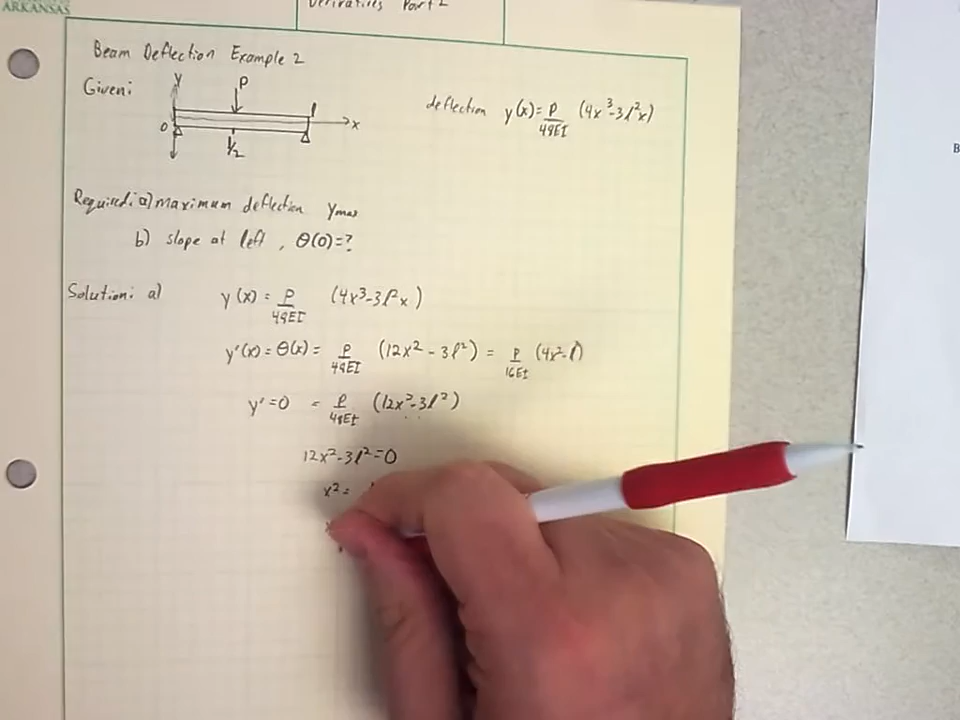 ARKANSAS
Derivatives Part 2
Beam Deflection Example 2
Given:
y
P
l
0
x
l/2
deflection y(x) = P/48EI (4x³-3l²x)
Required: a) maximum deflection ymax
b) slope at left, θ(0)=?
Solution: a) y(x) = P/48EI (4x³-3l²x)
y'(x) = θ(x) = P/48EI (12x² - 3l²) = P/16EI (4x²-l
y'=0 = P/48EI (12x²-3l²)
12x²-3l²=0
x² =
B